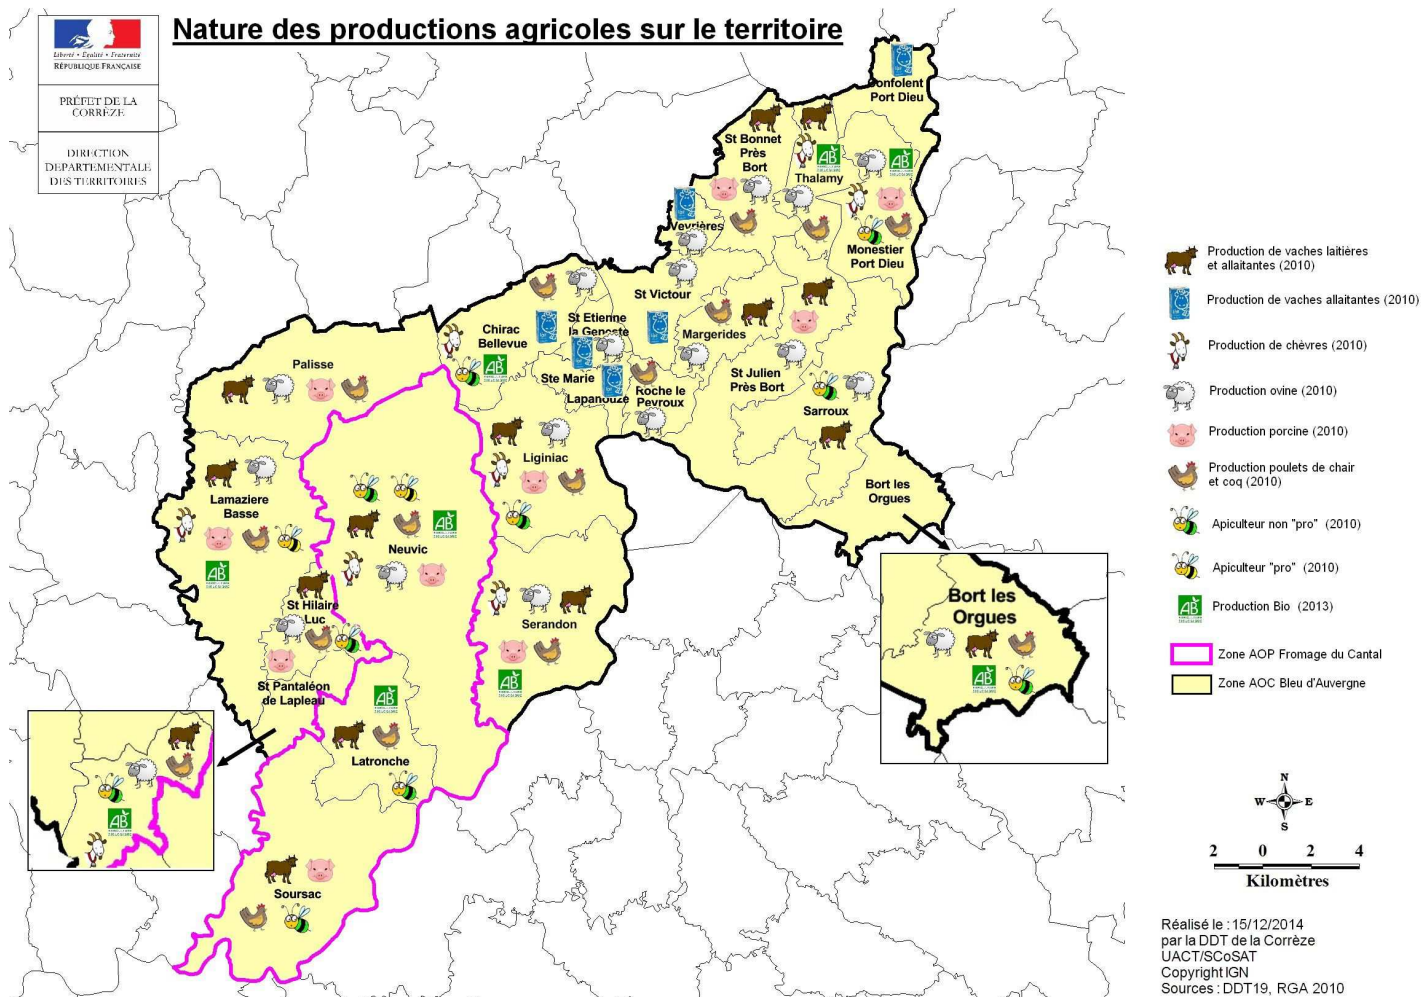 Nature des productions agricoles sur le territoire
Liberté • Égalité • Fraternité
RÉPUBLIQUE FRANÇAISE
PRÉFET DE LA
CORRÈZE
DIRECTION
DEPARTEMENTALE
DES TERRITOIRES
Confolent
Port Dieu
St Bonnet
Près
Bort
Thalamy
Monestier
Port Dieu
Veyrières
St Victour
Margerides
St Etienne
la Geneste
Chirac
Bellevue
Palisse
Ste Marie
Lapanouze
Roche le
Peyroux
St Julien
Près Bort
Sarroux
Liginiac
Bort les
Orgues
Lamaziere
Basse
Neuvic
St Hilaire
Luc
Serandon
St Pantaléon
de Lapleau
Latronche
Soursac
Bort les
Orgues
Production de vaches laitières
et allaitantes (2010)
Production de vaches allaitantes (2010)
Production de chèvres (2010)
Production ovine (2010)
Production porcine (2010)
Production poulets de chair
et coq (2010)
Apiculteur non "pro" (2010)
Apiculteur "pro" (2010)
AB
Production Bio (2013)
Zone AOP Fromage du Cantal
Zone AOC Bleu d'Auvergne
N
W E
S
2 0 2 4
Kilomètres
Réalisé le : 15/12/2014
par la DDT de la Corrèze
UACT/SCoSAT
Copyright IGN
Sources : DDT19, RGA 2010